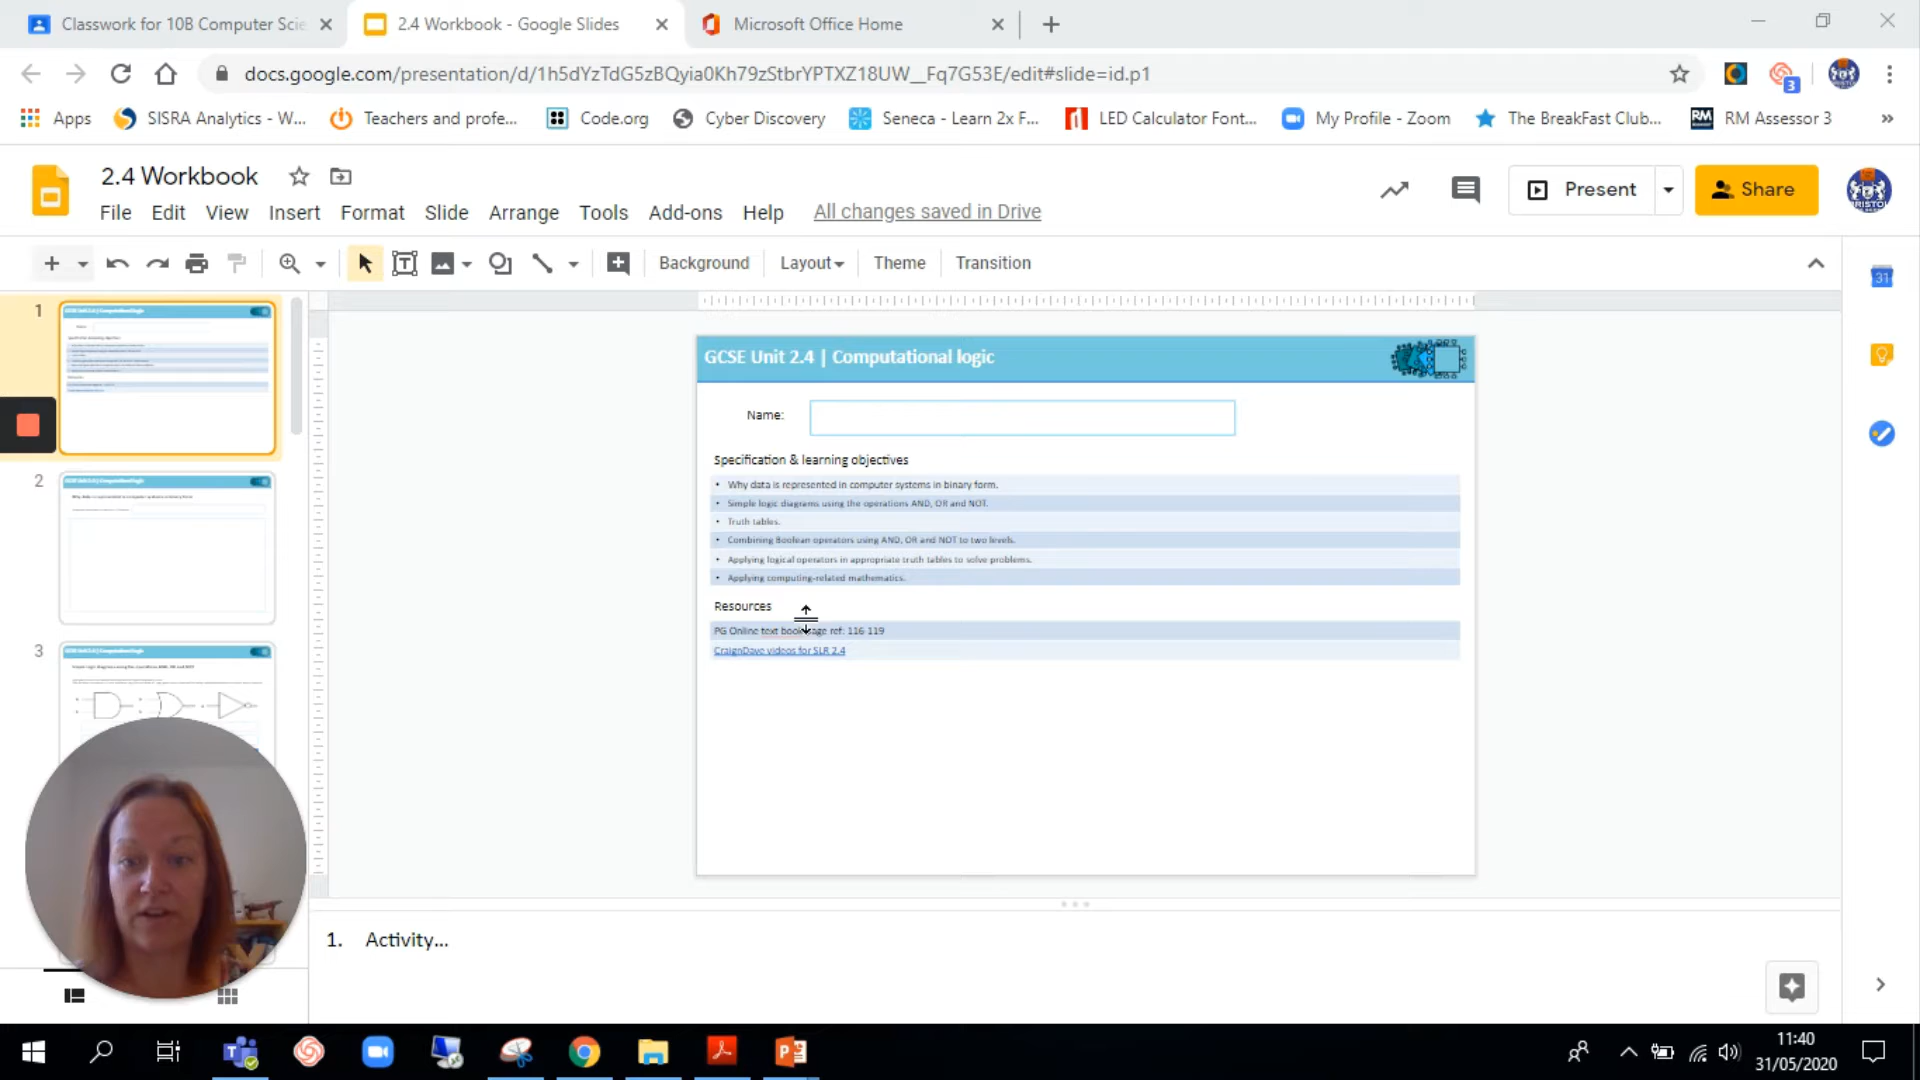 Classwork for 10B Computer Scie
2.4 Workbook - Google Slides
Microsoft Office Home
docs.google.com/presentation/d/1h5dYzTdG5zBQyia0Kh79zStbrYPTXZ18UW__Fq7G53E/edit#slide=id.p1
3
Apps
SISRA Analytics - W...
Teachers and profe...
Code.org
Cyber Discovery
Seneca - Learn 2x F...
LED Calculator Font...
My Profile - Zoom
The BreakFast Club...
RM Assessor 3
»
2.4 Workbook
File
Edit
View
Insert
Format
Slide
Arrange
Tools
Add-ons
Help
All changes saved in Drive
Present
Share
Background
Layout
Theme
Transition
31
1
2
3
GCSE Unit 2.4 | Computational logic
Name:
Specification & learning objectives
• Why data is represented in computer systems in binary form.
• Simple logic diagrams using the operations AND, OR and NOT.
• Truth tables.
• Combining Boolean operators using AND, OR and NOT to two levels.
• Applying logical operators in appropriate truth tables to solve problems.
• Applying computing-related mathematics.
Resources
PG Online text book page ref: 116-119
CraignDave videos for SLR 2.4
1. Activity...
11:40
31/05/2020